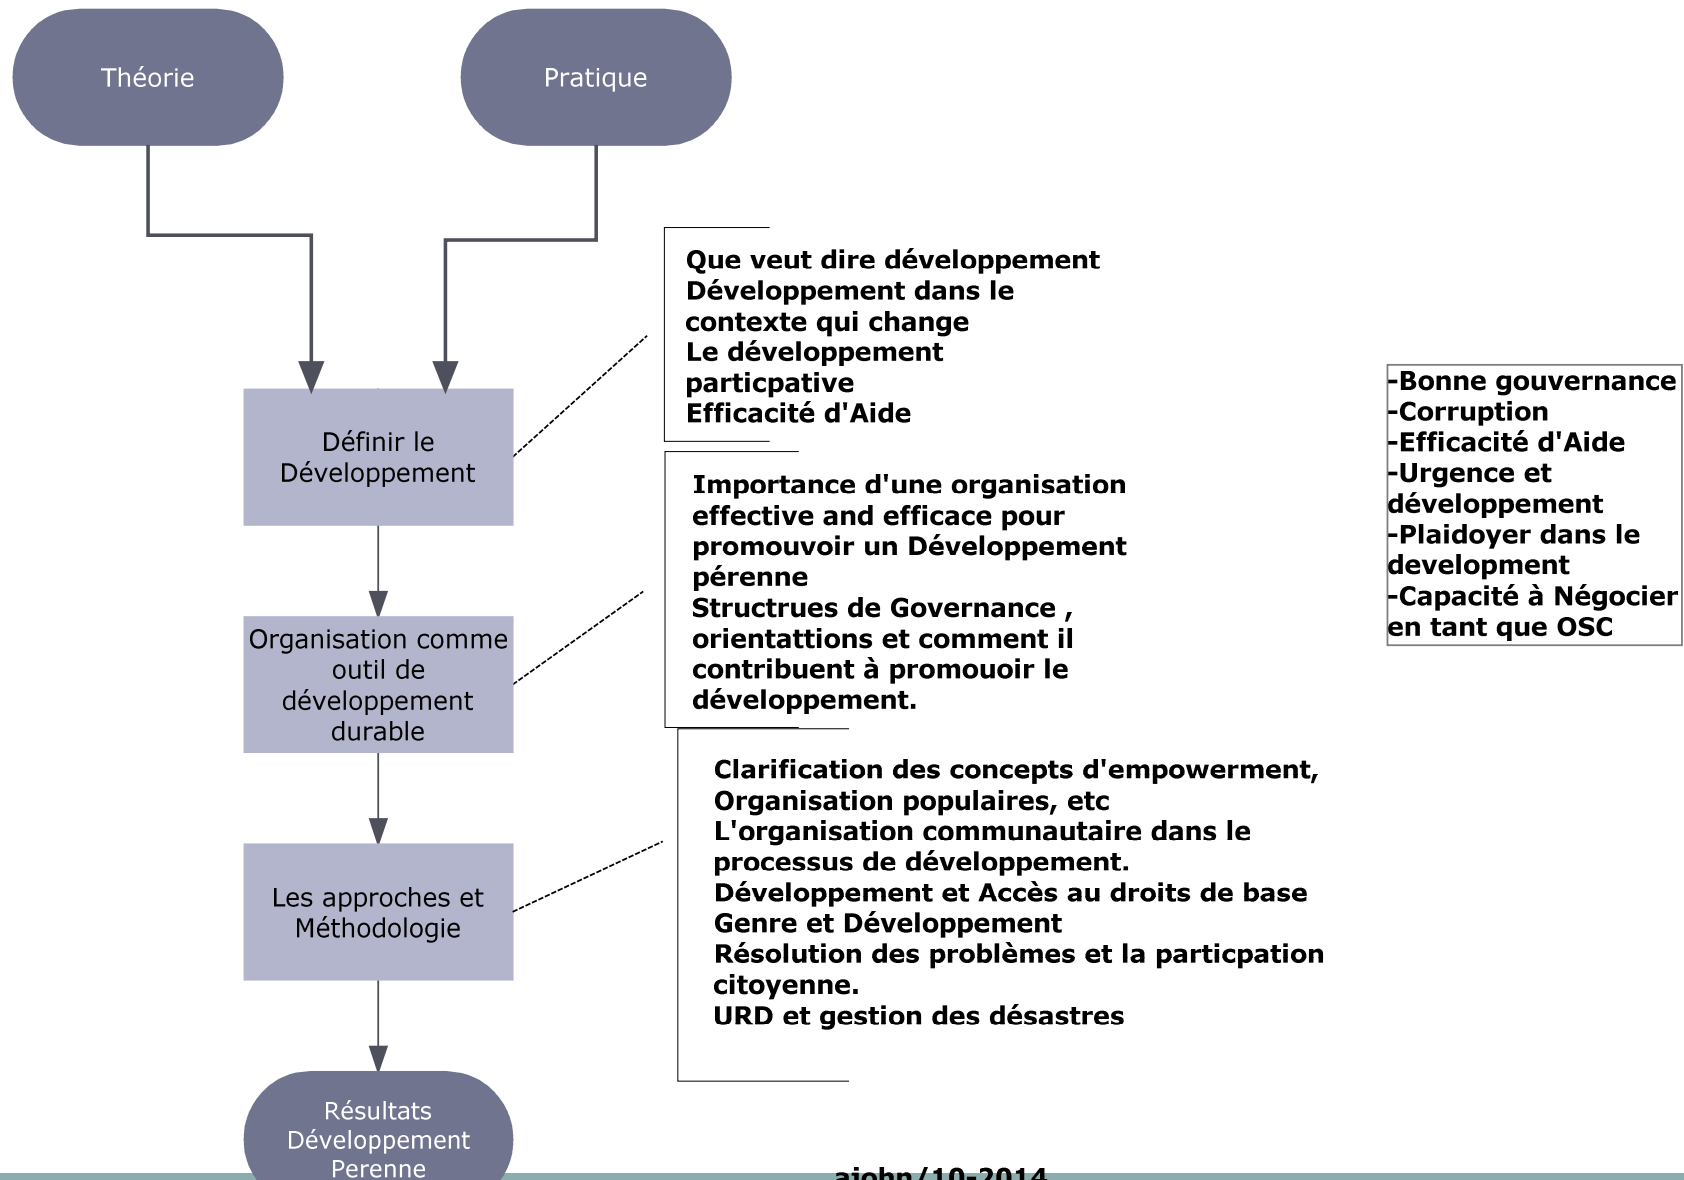 Théorie
Pratique
Que veut dire développement
Développement dans le
contexte qui change
Le développement
particpative
Efficacité d'Aide
Définir le
Développement
-Bonne gouvernance
-Corruption
-Efficacité d'Aide
-Urgence et
développement
-Plaidoyer dans le
development
-Capacité à Négocier
en tant que OSC
Importance d'une organisation
effective and efficace pour
promouvoir un Développement
pérenne
Structrues de Governance ,
orientattions et comment il
contribuent à promouoir le
développement.
Organisation comme
outil de
développement
durable
Clarification des concepts d'empowerment,
Organisation populaires, etc
L'organisation communautaire dans le
processus de développement.
Développement et Accès au droits de base
Genre et Développement
Résolution des problèmes et la particpation
citoyenne.
URD et gestion des désastres
Les approches et
Méthodologie
Résultats
Développement
Perenne
ajohn/10-2014